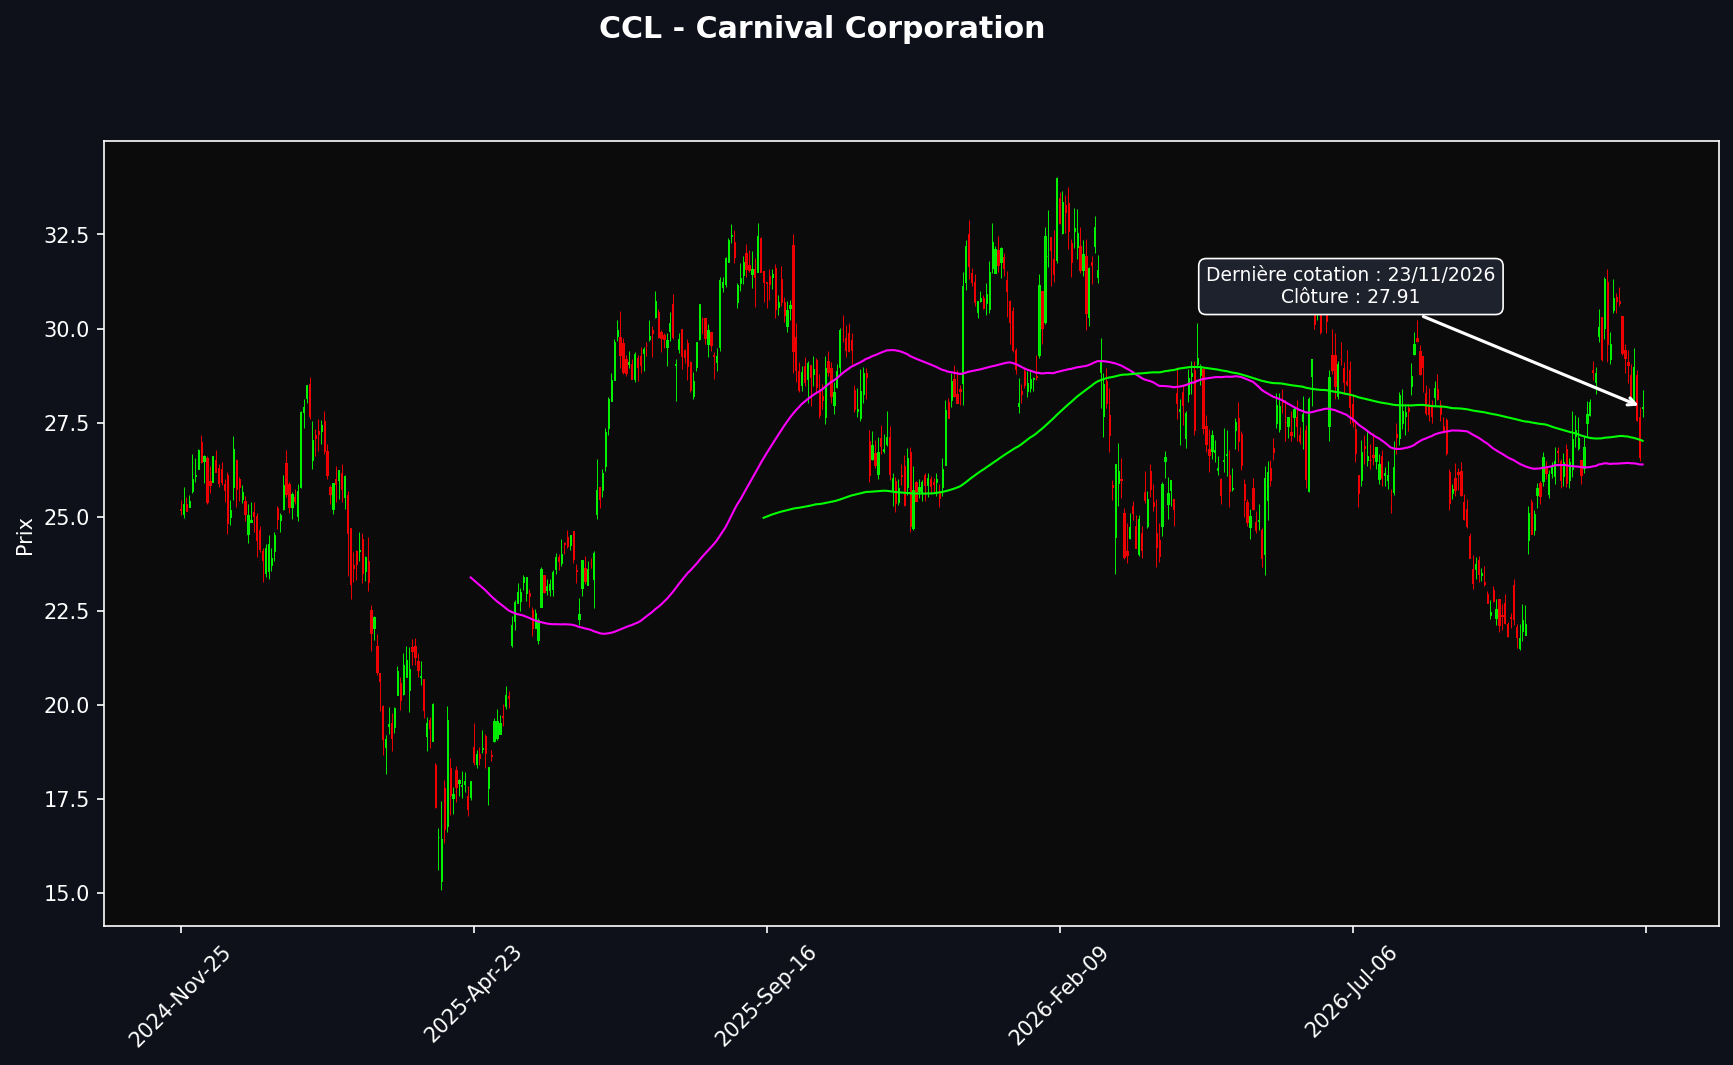 CCL - Carnival Corporation
32.5
30.0
27.5
25.0
22.5
20.0
17.5
15.0
Prix
Dernière cotation : 23/11/2026
Clôture : 27.91
2024-Nov-25
2025-Apr-23
2025-Sep-16
2026-Feb-09
2026-Jul-06